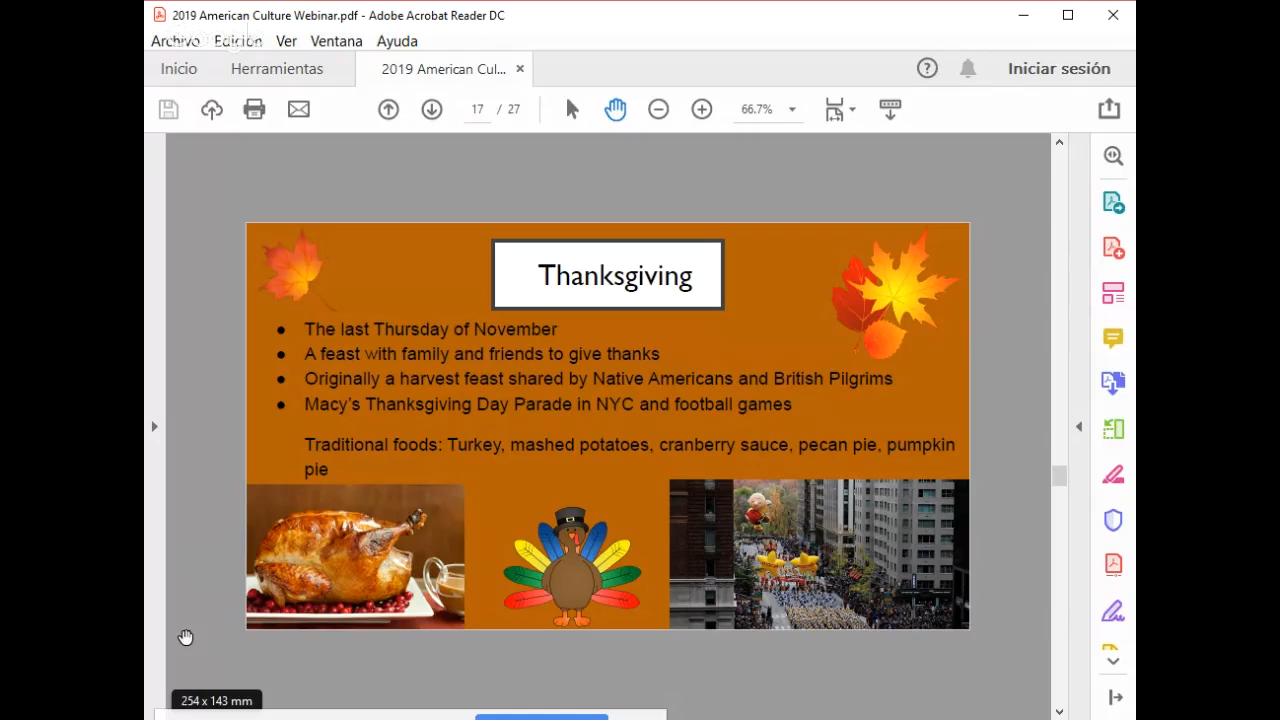 2019 American Culture Webinar.pdf - Adobe Acrobat Reader DC
Archivo Edición Ver Ventana Ayuda
Inicio Herramientas 2019 American Cul... × Iniciar sesión
17 / 27 66.7%
Thanksgiving
● The last Thursday of November
● A feast with family and friends to give thanks
● Originally a harvest feast shared by Native Americans and British Pilgrims
● Macy's Thanksgiving Day Parade in NYC and football games
Traditional foods: Turkey, mashed potatoes, cranberry sauce, pecan pie, pumpkin
pie
254 x 143 mm